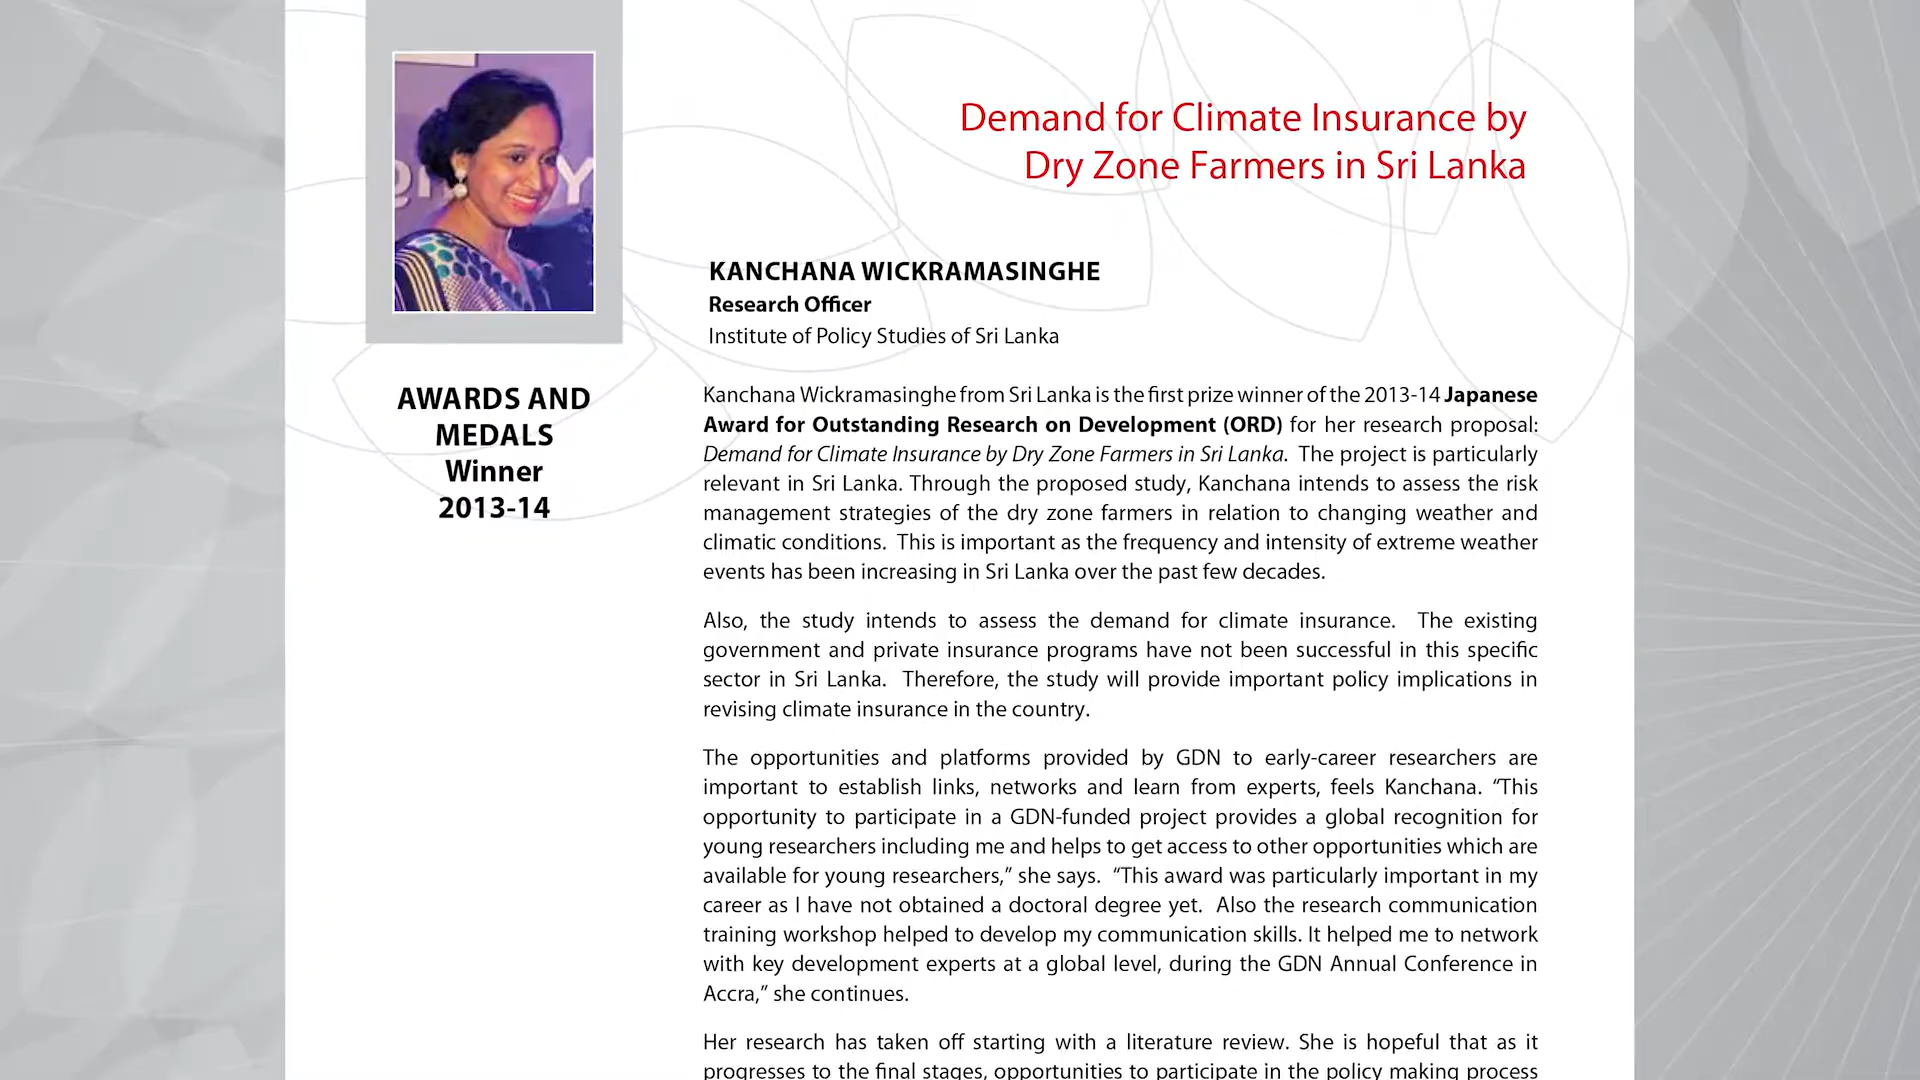 Demand for Climate Insurance by
Dry Zone Farmers in Sri Lanka
KANCHANA WICKRAMASINGHE
Research Officer
Institute of Policy Studies of Sri Lanka
AWARDS AND
MEDALS
Winner
2013-14
Kanchana Wickramasinghe from Sri Lanka is the first prize winner of the 2013-14 Japanese
Award for Outstanding Research on Development (ORD) for her research proposal:
Demand for Climate Insurance by Dry Zone Farmers in Sri Lanka. The project is particularly
relevant in Sri Lanka. Through the proposed study, Kanchana intends to assess the risk
management strategies of the dry zone farmers in relation to changing weather and
climatic conditions. This is important as the frequency and intensity of extreme weather
events has been increasing in Sri Lanka over the past few decades.
Also, the study intends to assess the demand for climate insurance. The existing
government and private insurance programs have not been successful in this specific
sector in Sri Lanka. Therefore, the study will provide important policy implications in
revising climate insurance in the country.
The opportunities and platforms provided by GDN to early-career researchers are
important to establish links, networks and learn from experts, feels Kanchana. “This
opportunity to participate in a GDN-funded project provides a global recognition for
young researchers including me and helps to get access to other opportunities which are
available for young researchers,” she says. “This award was particularly important in my
career as I have not obtained a doctoral degree yet. Also the research communication
training workshop helped to develop my communication skills. It helped me to network
with key development experts at a global level, during the GDN Annual Conference in
Accra,” she continues.
Her research has taken off starting with a literature review. She is hopeful that as it
progresses to the final stages, opportunities to participate in the policy making process